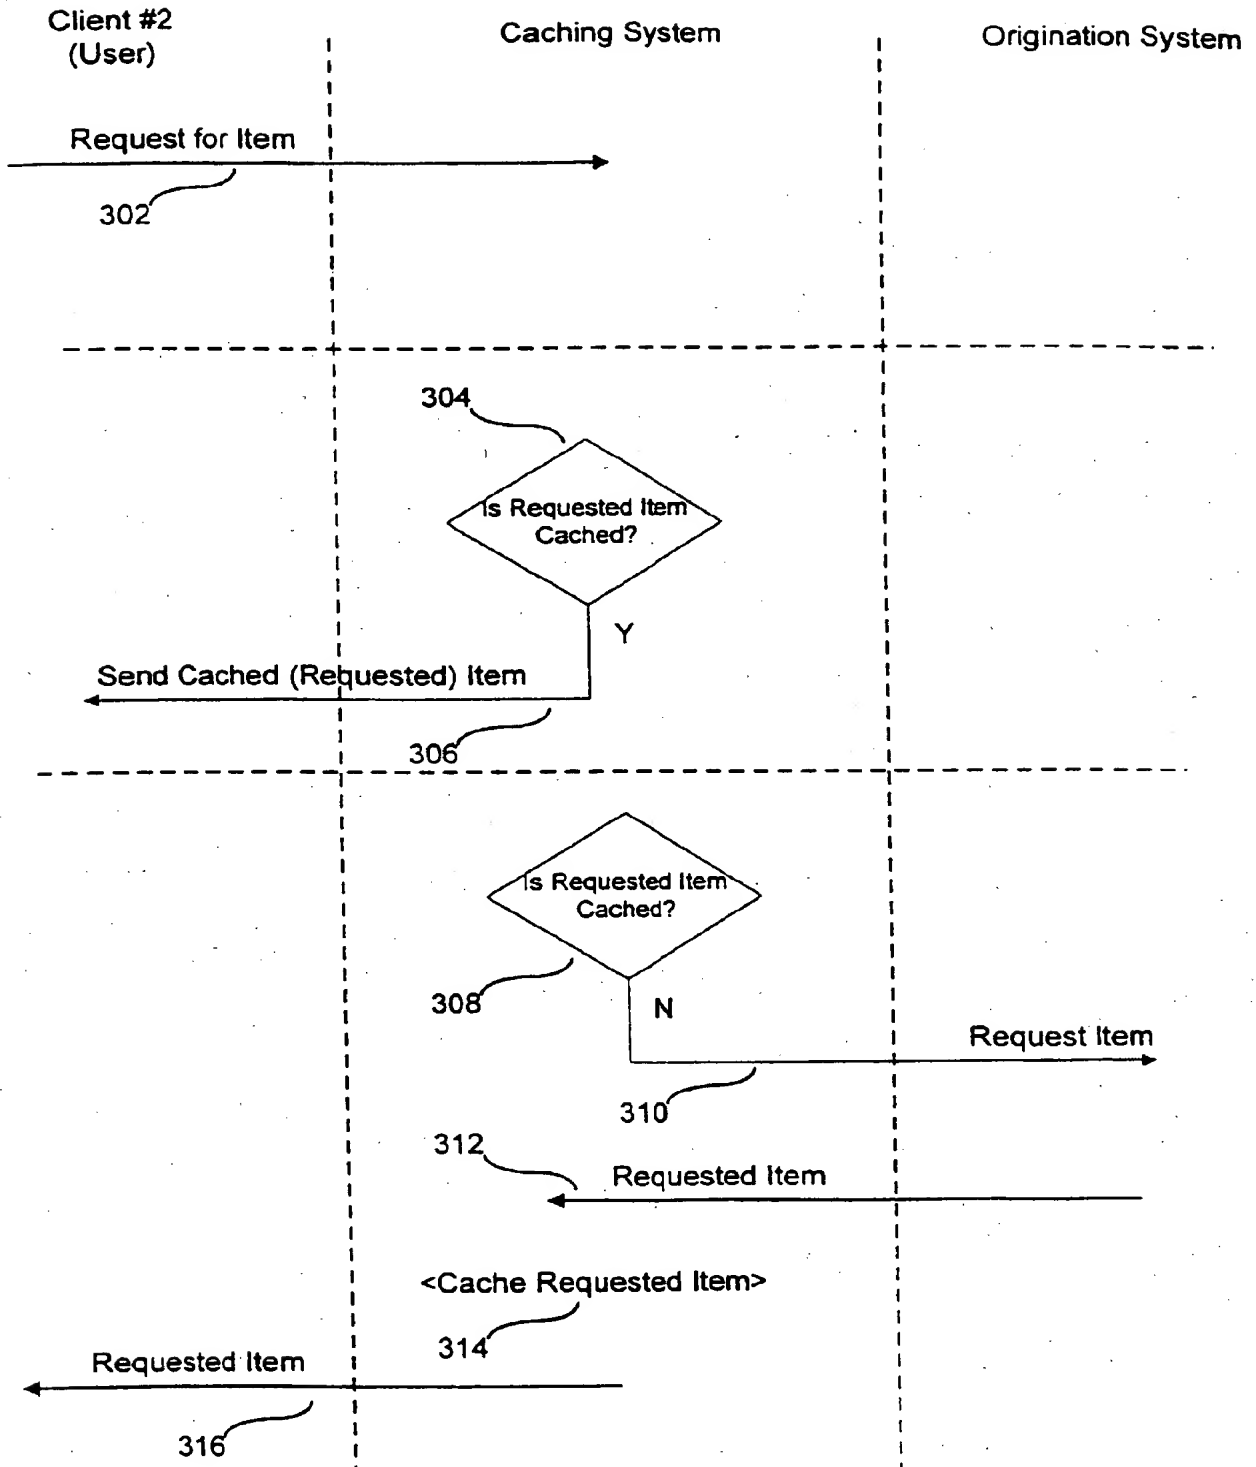 Client #2
(User)
Caching System
Origination System
Request for Item
302
304
Is Requested Item
Cached?
Y
Send Cached (Requested) Item
306
Is Requested Item
Cached?
308
N
Request Item
310
312
Requested Item
<Cache Requested Item>
314
Requested Item
316